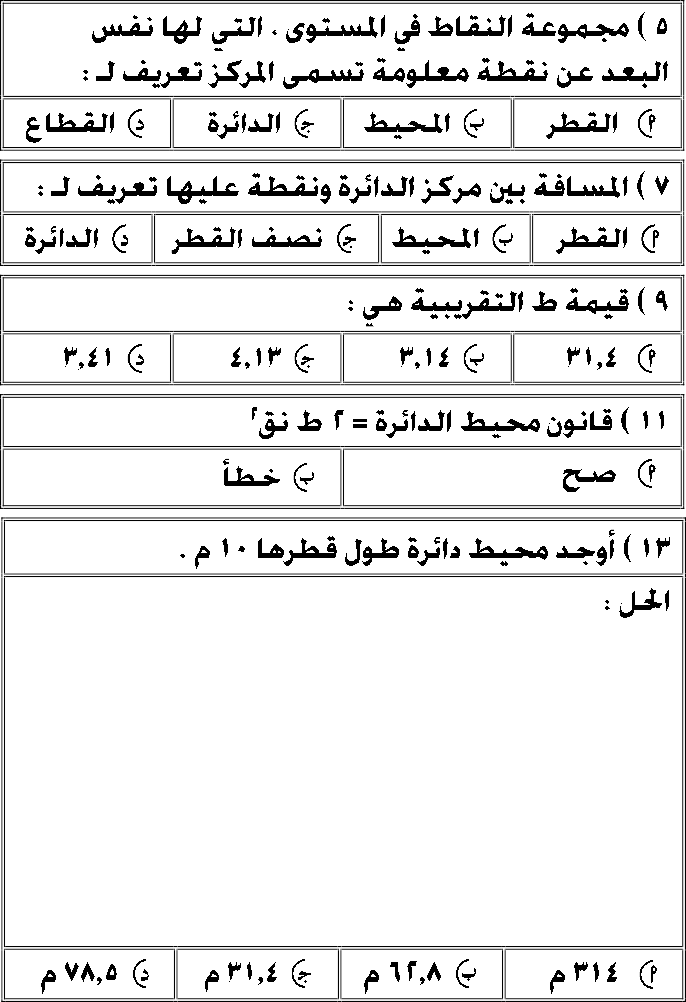 ٥ ) مجموعة النقاط في المستوى ، التي لها نفس
البعد عن نقطة معلومة تسمى المركز تعريف لـ :
أ) القطر ب) المحيط ج) الدائرة د) القطاع
٧ ) المسافة بين مركز الدائرة ونقطة عليها تعريف لـ :
أ) القطر ب) المحيط ج) نصف القطر د) الدائرة
٩ ) قيمة ط التقريبية هي :
أ) ٣١,٤ ب) ٣,١٤ ج) ٤,١٣ د) ٣,٤١
١١ ) قانون محيط الدائرة = ٢ ط نق٢
أ) صح ب) خطأ
١٣ ) أوجد محيط دائرة طول قطرها ١٠ م .
الحل :
أ) ٣١٤ م ب) ٦٢,٨ م ج) ٣١,٤ م د) ٧٨,٥ م